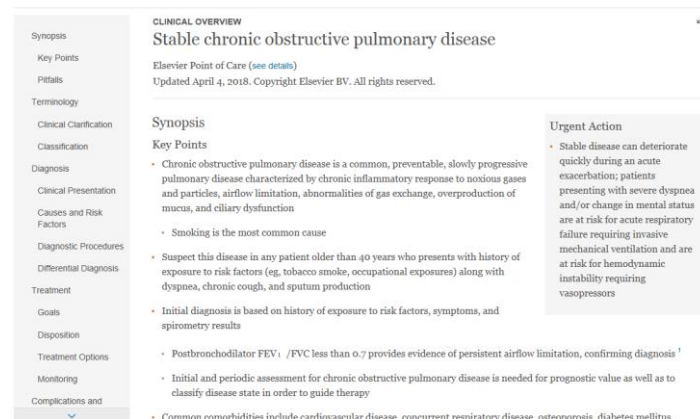 CLINICAL OVERVIEW
Stable chronic obstructive pulmonary disease
Elsevier Point of Care (see details)
Updated April 4, 2018. Copyright Elsevier BV. All rights reserved.
Synopsis
Key Points
Pitfalls
Terminology
Clinical Clarification
Classification
Diagnosis
Clinical Presentation
Causes and Risk
Factors
Diagnostic Procedures
Differential Diagnosis
Treatment
Goals
Disposition
Treatment Options
Monitoring
Complications and
Synopsis
Key Points
• Chronic obstructive pulmonary disease is a common, preventable, slowly progressive
pulmonary disease characterized by chronic inflammatory response to noxious gases
and particles, airflow limitation, abnormalities of gas exchange, overproduction of
mucus, and ciliary dysfunction
• Smoking is the most common cause
• Suspect this disease in any patient older than 40 years who presents with history of
exposure to risk factors (eg, tobacco smoke, occupational exposures) along with
dyspnea, chronic cough, and sputum production
• Initial diagnosis is based on history of exposure to risk factors, symptoms, and
spirometry results
• Postbronchodilator FEV₁ /FVC less than 0.7 provides evidence of persistent airflow limitation, confirming diagnosis ¹
• Initial and periodic assessment for chronic obstructive pulmonary disease is needed for prognostic value as well as to
classify disease state in order to guide therapy
• Common comorbidities include cardiovascular disease, concurrent respiratory disease, osteoporosis, diabetes mellitus,
Urgent Action
• Stable disease can deteriorate
quickly during an acute
exacerbation; patients
presenting with severe dyspnea
and/or change in mental status
are at risk for acute respiratory
failure requiring invasive
mechanical ventilation and are
at risk for hemodynamic
instability requiring
vasopressors